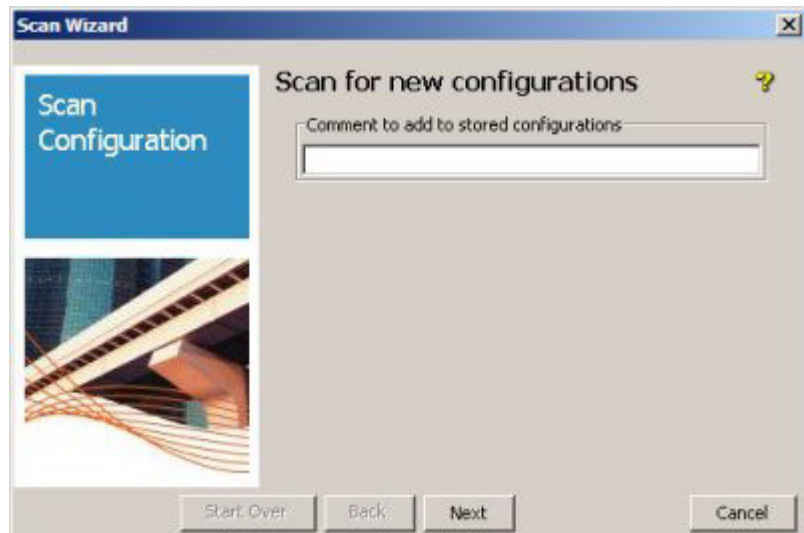 Scan Wizard
Scan
Configuration
Scan for new configurations
Comment to add to stored configurations
Start Over
Back
Next
Cancel